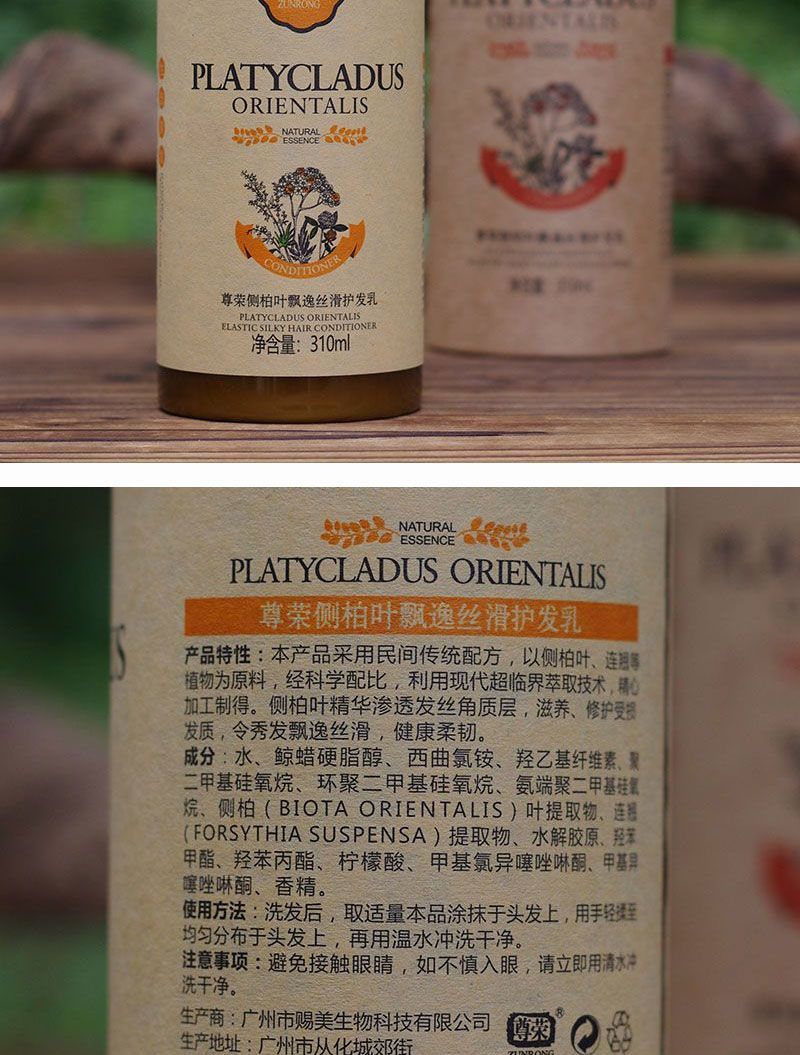 ZUNRONG
PLATYCLADUS
ORIENTALIS
NATURAL
ESSENCE
CONDITIONER
尊荣侧柏叶飘逸丝滑护发乳
PLATYCLADUS ORIENTALIS
ELASTIC SILKY HAIR CONDITIONER
净含量：310ml
PLATYCLADUS
ORIENTALIS
NATURAL
ESSENCE
PLATYCLADUS ORIENTALIS
尊荣侧柏叶飘逸丝滑护发乳
产品特性：本产品采用民间传统配方，以侧柏叶、连翘等
植物为原料，经科学配比，利用现代超临界萃取技术，精心
加工制得。侧柏叶精华渗透发丝角质层，滋养、修护受损
发质，令秀发飘逸丝滑，健康柔韧。
成分：水、鲸蜡硬脂醇、西曲氯铵、羟乙基纤维素、聚
二甲基硅氧烷、环聚二甲基硅氧烷、氨端聚二甲基硅氧
烷、侧柏（BIOTA ORIENTALIS）叶提取物、连翘
（FORSYTHIA SUSPENSA）提取物、水解胶原、羟苯
甲酯、羟苯丙酯、柠檬酸、甲基氯异噻唑啉酮、甲基异
噻唑啉酮、香精。
使用方法：洗发后，取适量本品涂抹于头发上，用手轻揉至
均匀分布于头发上，再用温水冲洗干净。
注意事项：避免接触眼睛，如不慎入眼，请立即用清水冲
洗干净。
生产商：广州市赐美生物科技有限公司
生产地址：广州市从化城郊街
尊荣®
ZUNRONG